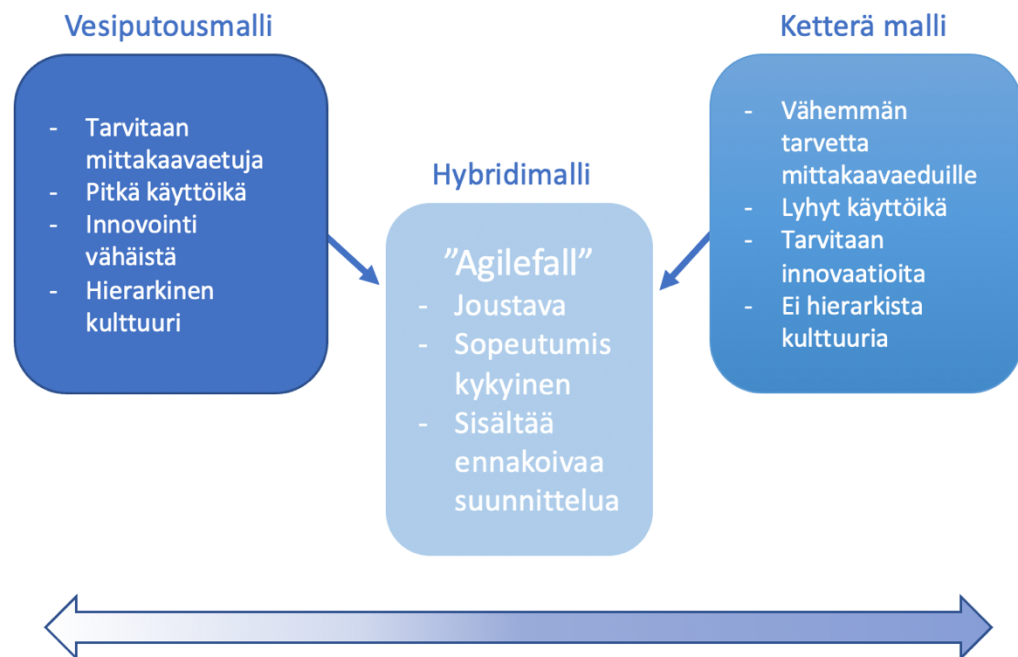 Vesiputousmalli
- Tarvitaan
mittakaavaetuja
- Pitkä käyttöikä
- Innovointi
vähäistä
- Hierarkinen
kulttuuri
Hybridimalli
"Agilefall"
- Joustava
- Sopeutumis
kykyinen
- Sisältää
ennakoivaa
suunnittelua
Ketterä malli
- Vähemmän
tarvetta
mittakaavaeduille
- Lyhyt käyttöikä
- Tarvitaan
innovaatioita
- Ei hierarkista
kulttuuria